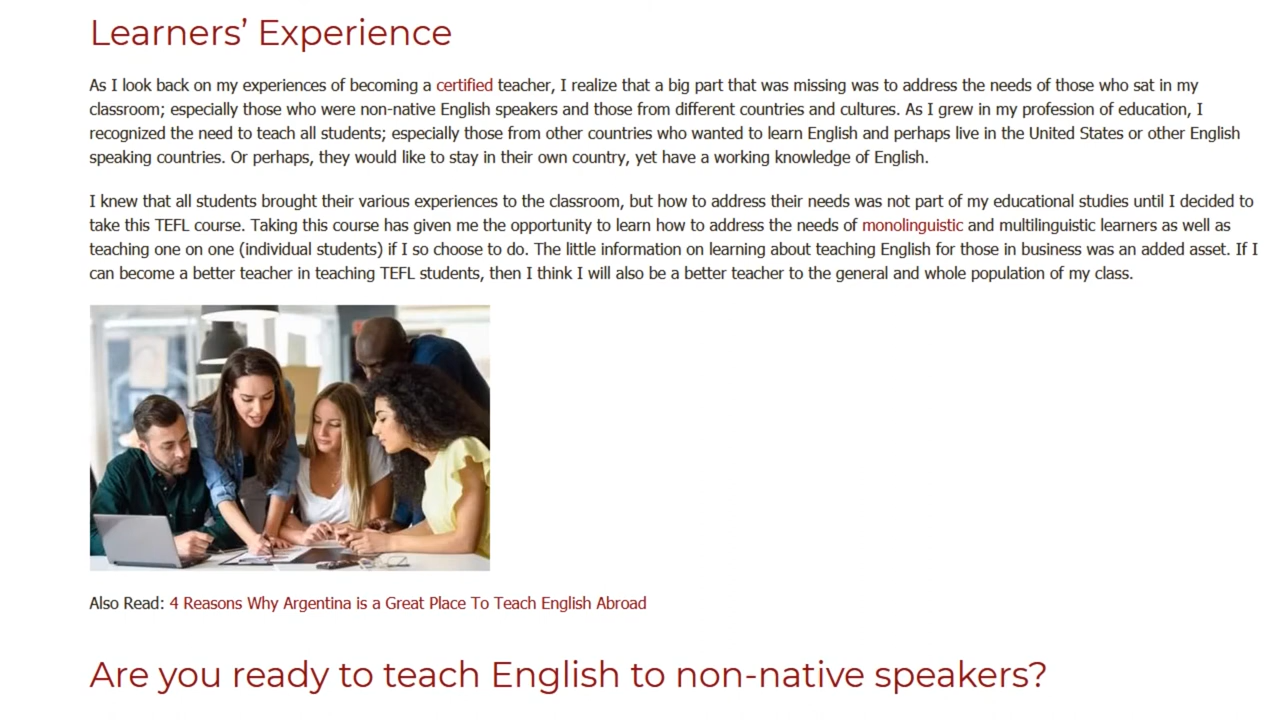 Learners’ Experience
As I look back on my experiences of becoming a certified teacher, I realize that a big part that was missing was to address the needs of those who sat in my
classroom; especially those who were non-native English speakers and those from different countries and cultures. As I grew in my profession of education, I
recognized the need to teach all students; especially those from other countries who wanted to learn English and perhaps live in the United States or other English
speaking countries. Or perhaps, they would like to stay in their own country, yet have a working knowledge of English.
I knew that all students brought their various experiences to the classroom, but how to address their needs was not part of my educational studies until I decided to
take this TEFL course. Taking this course has given me the opportunity to learn how to address the needs of monolinguistic and multilinguistic learners as well as
teaching one on one (individual students) if I so choose to do. The little information on learning about teaching English for those in business was an added asset. If I
can become a better teacher in teaching TEFL students, then I think I will also be a better teacher to the general and whole population of my class.
Also Read: 4 Reasons Why Argentina is a Great Place To Teach English Abroad
Are you ready to teach English to non-native speakers?